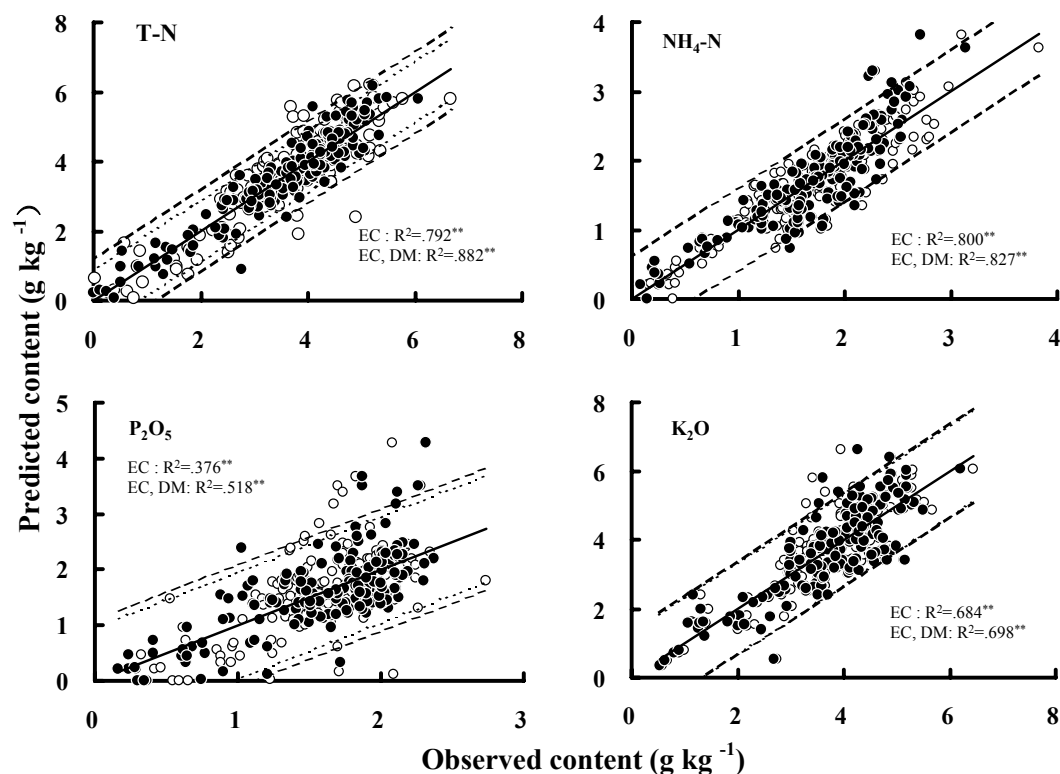 Predicted content (g kg⁻¹)
T-N
8
6
4
2
0
EC : R²=.792**
EC, DM: R²=.882**
0 2 4 6 8
NH₄-N
4
3
2
1
0
EC : R²=.800**
EC, DM: R²=.827**
0 1 2 3 4
P₂O₅
EC : R²=.376**
EC, DM: R²=.518**
5
4
3
2
1
0
0 1 2 3
K₂O
8
6
4
2
0
EC : R²=.684**
EC, DM: R²=.698**
0 2 4 6 8
Observed content (g kg ⁻¹)